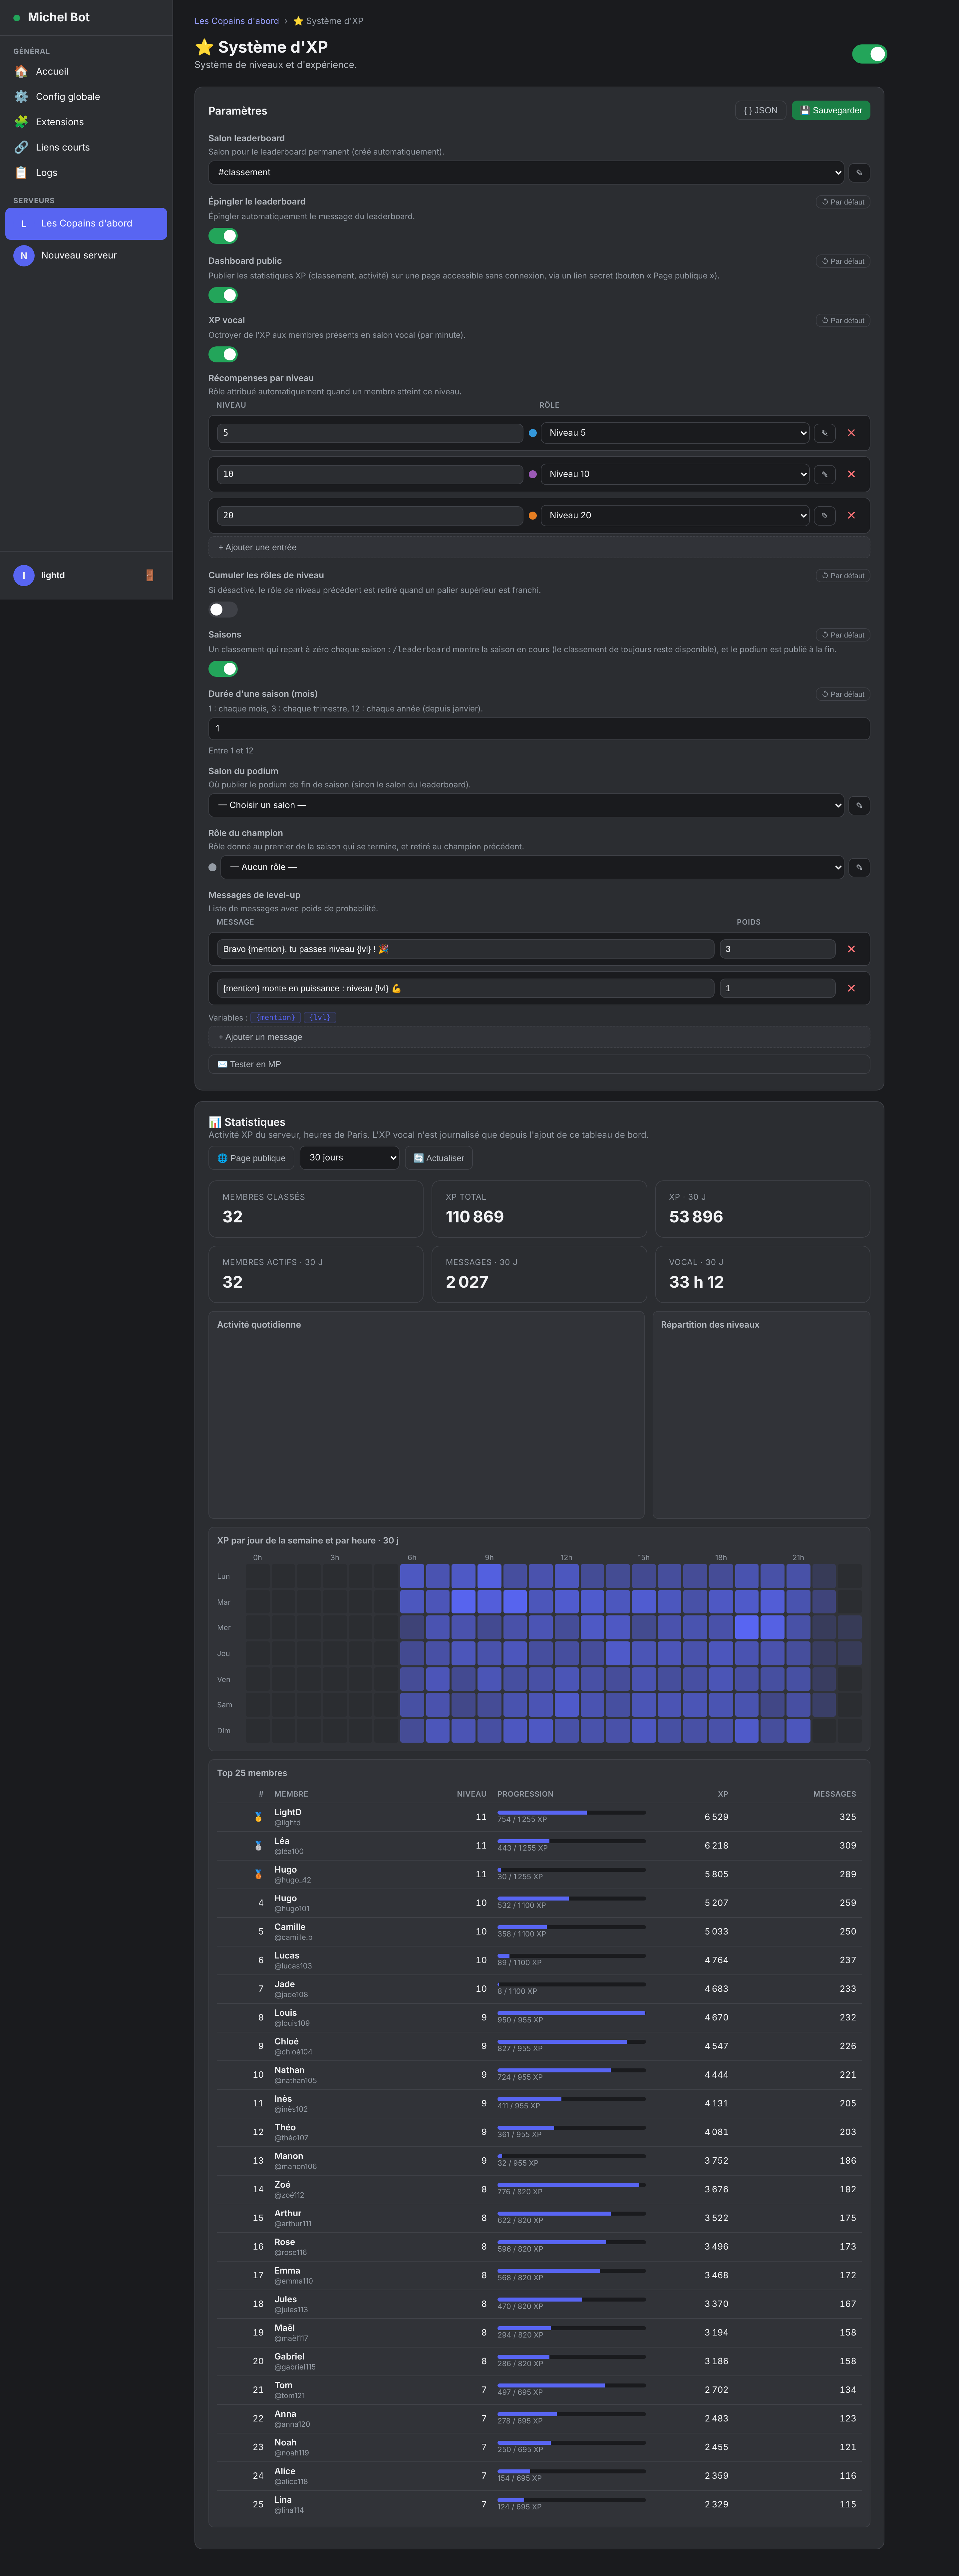 Michel Bot
GÉNÉRAL
Accueil
Config globale
Extensions
Liens courts
Logs
SERVEURS
L Les Copains d'abord
N Nouveau serveur
l lightd
Les Copains d'abord › ⭐ Système d'XP
⭐ Système d'XP
Système de niveaux et d'expérience.
Paramètres
{ } JSON
💾 Sauvegarder
Salon leaderboard
Salon pour le leaderboard permanent (créé automatiquement).
#classement
Épingler le leaderboard
↺ Par défaut
Épingler automatiquement le message du leaderboard.
Dashboard public
↺ Par défaut
Publier les statistiques XP (classement, activité) sur une page accessible sans connexion, via un lien secret (bouton « Page publique »).
XP vocal
↺ Par défaut
Octroyer de l'XP aux membres présents en salon vocal (par minute).
Récompenses par niveau
Rôle attribué automatiquement quand un membre atteint ce niveau.
NIVEAU RÔLE
5 Niveau 5
10 Niveau 10
20 Niveau 20
+ Ajouter une entrée
Cumuler les rôles de niveau
↺ Par défaut
Si désactivé, le rôle de niveau précédent est retiré quand un palier supérieur est franchi.
Saisons
↺ Par défaut
Un classement qui repart à zéro chaque saison : /leaderboard montre la saison en cours (le classement de toujours reste disponible), et le podium est publié à la fin.
Durée d'une saison (mois)
↺ Par défaut
1 : chaque mois, 3 : chaque trimestre, 12 : chaque année (depuis janvier).
1
Entre 1 et 12
Salon du podium
Où publier le podium de fin de saison (sinon le salon du leaderboard).
— Choisir un salon —
Rôle du champion
Rôle donné au premier de la saison qui se termine, et retiré au champion précédent.
— Aucun rôle —
Messages de level-up
Liste de messages avec poids de probabilité.
MESSAGE POIDS
Bravo {mention}, tu passes niveau {lvl} ! 🎉 3
{mention} monte en puissance : niveau {lvl} 💪 1
Variables : {mention} {lvl}
+ Ajouter un message
✉️ Tester en MP
📊 Statistiques
Activité XP du serveur, heures de Paris. L'XP vocal n'est journalisé que depuis l'ajout de ce tableau de bord.
🌐 Page publique
30 jours
🔄 Actualiser
MEMBRES CLASSÉS
32
XP TOTAL
110 869
XP · 30 J
53 896
MEMBRES ACTIFS · 30 J
32
MESSAGES · 30 J
2 027
VOCAL · 30 J
33 h 12
Activité quotidienne
Répartition des niveaux
XP par jour de la semaine et par heure · 30 j
0h 3h 6h 9h 12h 15h 18h 21h
Lun
Mar
Mer
Jeu
Ven
Sam
Dim
Top 25 membres
# MEMBRE NIVEAU PROGRESSION XP MESSAGES
🥇 LightD 11 6 529 325
@lightd 754 / 1 255 XP
🥈 Léa 11 6 218 309
@léa100 443 / 1 255 XP
🥉 Hugo 11 5 805 289
@hugo_42 30 / 1 255 XP
4 Hugo 10 5 207 259
@hugo101 532 / 1 100 XP
5 Camille 10 5 033 250
@camille.b 358 / 1 100 XP
6 Lucas 10 4 764 237
@lucas103 89 / 1 100 XP
7 Jade 10 4 683 233
@jade108 8 / 1 100 XP
8 Louis 9 4 670 232
@louis109 950 / 955 XP
9 Chloé 9 4 547 226
@chloé104 827 / 955 XP
10 Nathan 9 4 444 221
@nathan105 724 / 955 XP
11 Inès 9 4 131 205
@inès102 411 / 955 XP
12 Théo 9 4 081 203
@théo107 361 / 955 XP
13 Manon 9 3 752 186
@manon106 32 / 955 XP
14 Zoé 8 3 676 182
@zoé112 776 / 820 XP
15 Arthur 8 3 522 175
@arthur111 622 / 820 XP
16 Rose 8 3 496 173
@rose116 596 / 820 XP
17 Emma 8 3 468 172
@emma110 568 / 820 XP
18 Jules 8 3 370 167
@jules113 470 / 820 XP
19 Maël 8 3 194 158
@maël117 294 / 820 XP
20 Gabriel 8 3 186 158
@gabriel115 286 / 820 XP
21 Tom 7 2 702 134
@tom121 497 / 695 XP
22 Anna 7 2 483 123
@anna120 278 / 695 XP
23 Noah 7 2 455 121
@noah119 250 / 695 XP
24 Alice 7 2 359 116
@alice118 154 / 695 XP
25 Lina 7 2 329 115
@lina114 124 / 695 XP